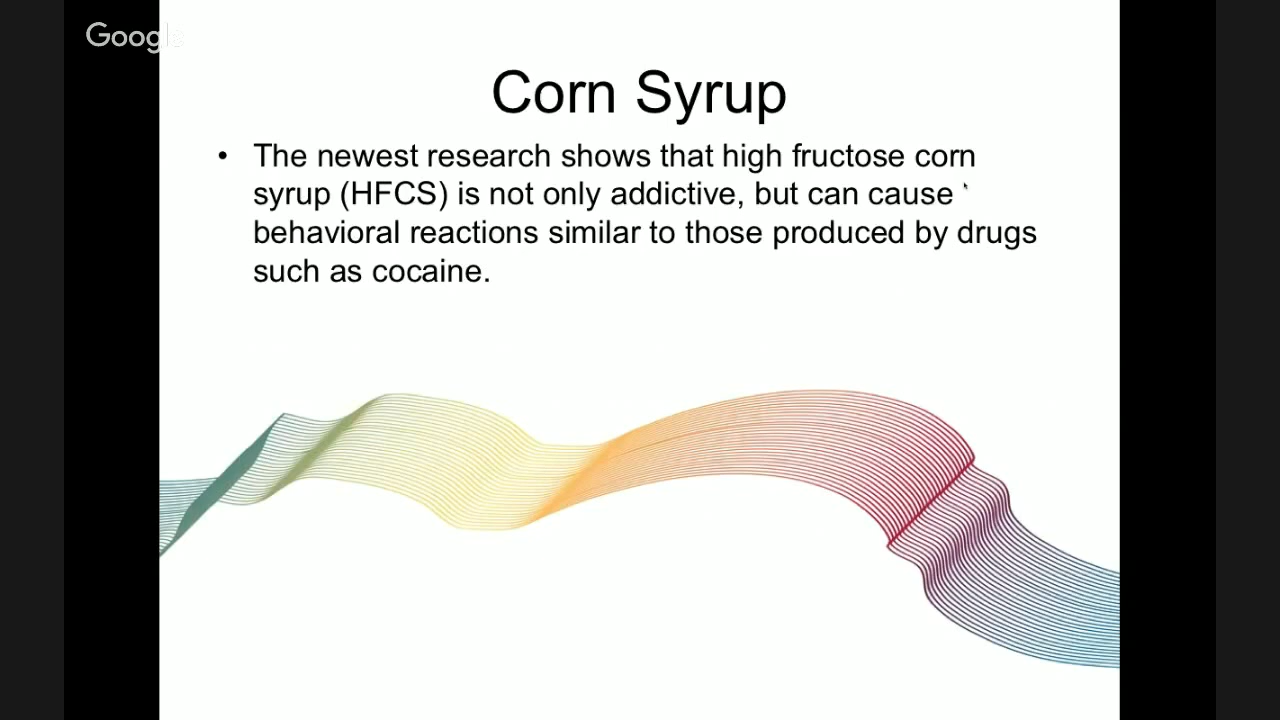 Google
Corn Syrup
• The newest research shows that high fructose corn
syrup (HFCS) is not only addictive, but can cause
behavioral reactions similar to those produced by drugs
such as cocaine.